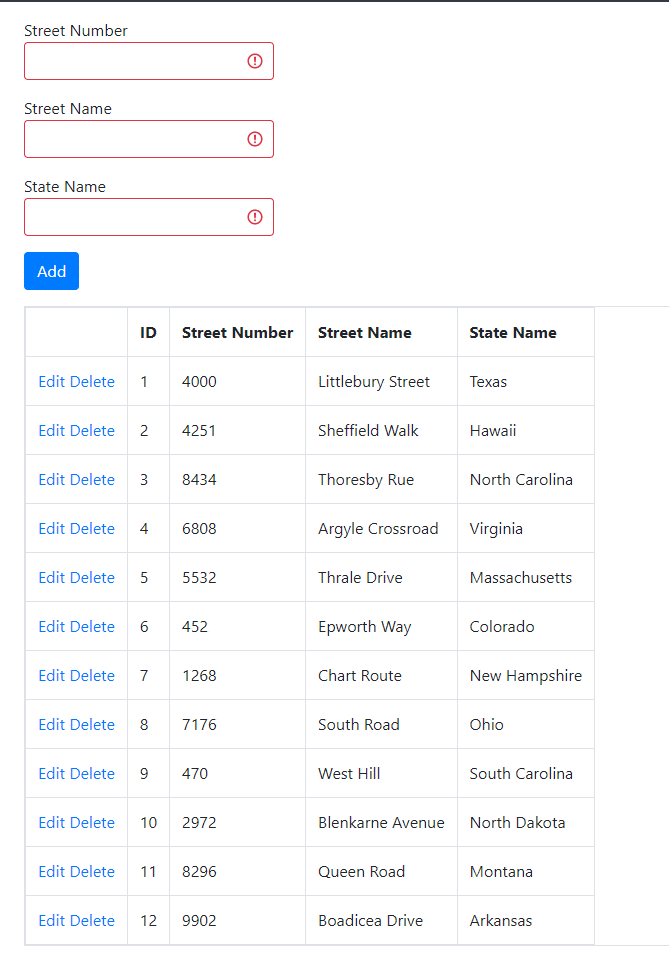 Street Number
Street Name
State Name
Add
ID Street Number Street Name State Name
Edit Delete 1 4000 Littlebury Street Texas
Edit Delete 2 4251 Sheffield Walk Hawaii
Edit Delete 3 8434 Thoresby Rue North Carolina
Edit Delete 4 6808 Argyle Crossroad Virginia
Edit Delete 5 5532 Thrale Drive Massachusetts
Edit Delete 6 452 Epworth Way Colorado
Edit Delete 7 1268 Chart Route New Hampshire
Edit Delete 8 7176 South Road Ohio
Edit Delete 9 470 West Hill South Carolina
Edit Delete 10 2972 Blenkarne Avenue North Dakota
Edit Delete 11 8296 Queen Road Montana
Edit Delete 12 9902 Boadicea Drive Arkansas